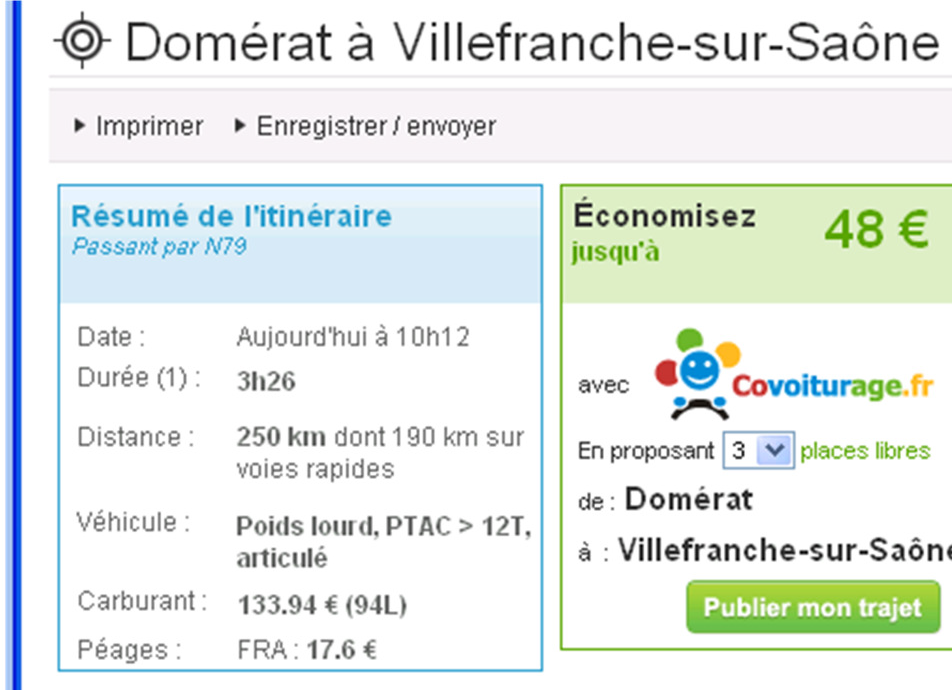 Domérat à Villefranche-sur-Saône
Imprimer Enregistrer / envoyer
Résumé de l'itinéraire
Passant par N79
Date : Aujourd'hui à 10h12
Durée (1) : 3h26
Distance : 250 km dont 190 km sur
voies rapides
Véhicule : Poids lourd, PTAC > 12T,
articulé
Carburant : 133.94 € (94L)
Péages : FRA : 17.6 €
Économisez
jusqu'à
48 €
avec Covoiturage.fr
En proposant 3 places libres
de : Domérat
à : Villefranche-sur-Saône
Publier mon trajet